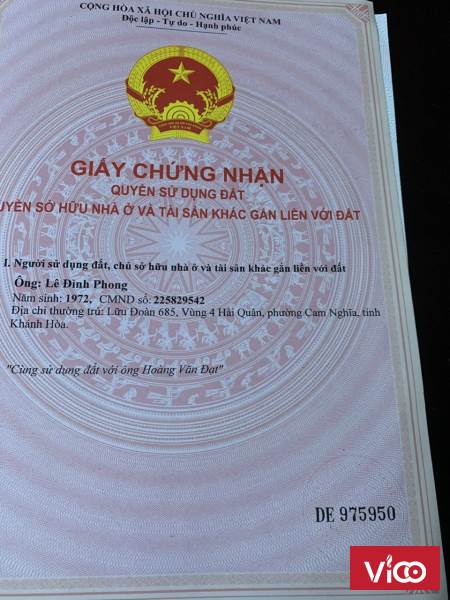 CỘNG HÒA XÃ HỘI CHỦ NGHĨA VIỆT NAM
Độc lập - Tự do - Hạnh phúc
VIỆT NAM
GIẤY CHỨNG NHẬN
QUYỀN SỬ DỤNG ĐẤT
UYỀN SỞ HỮU NHÀ Ở VÀ TÀI SẢN KHÁC GẮN LIỀN VỚI ĐẤT
I. Người sử dụng đất, chủ sở hữu nhà ở và tài sản khác gắn liền với đất
Ông: Lê Đình Phong
Năm sinh: 1972, CMND số: 225829542
Địa chỉ thường trú: Lữu Đoàn 685, Vùng 4 Hải Quân, phường Cam Nghĩa, tỉnh
Khánh Hòa.
"Cùng sử dụng đất với ông Hoàng Văn Đạt"
DE 975950
Vico